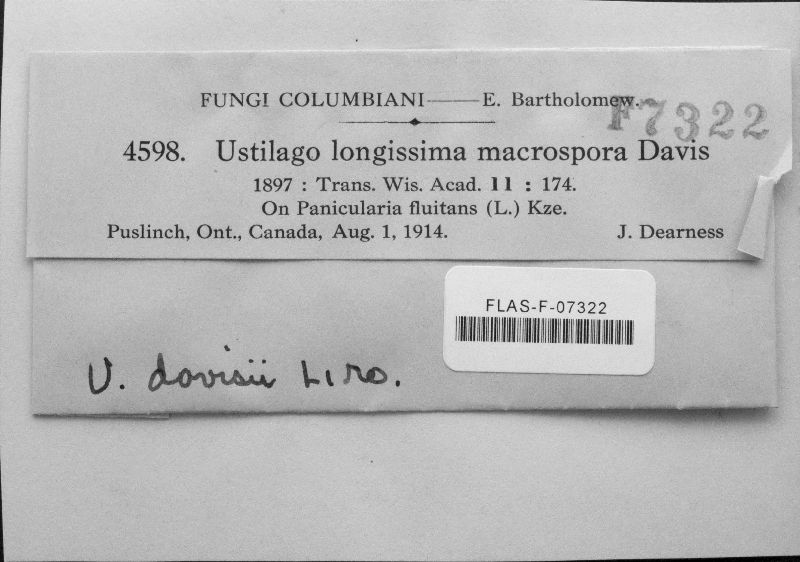 FUNGI COLUMBIANI—E. Bartholomew.
F7322
4598. Ustilago longissima macrospora Davis
1897 : Trans. Wis. Acad. 11 : 174.
On Panicularia fluitans (L.) Kze.
Puslinch, Ont., Canada, Aug. 1, 1914. J. Dearness
FLAS-F-07322
U. davisii Liro.